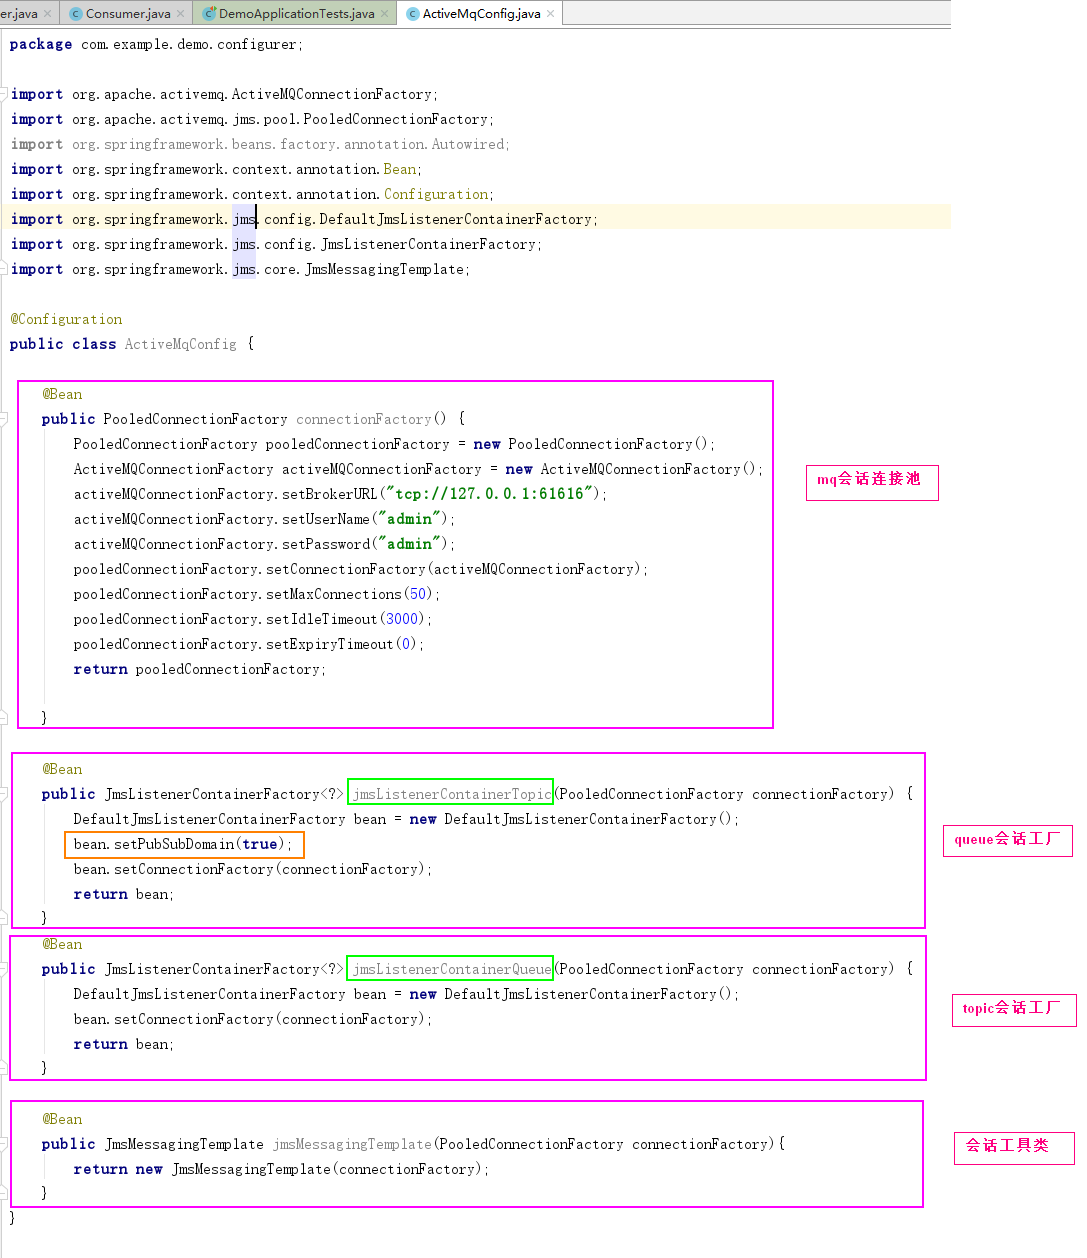 er.java
Consumer.java
DemoApplicationTests.java
ActiveMqConfig.java
package com.example.demo.configurer;
import org.apache.activemq.ActiveMQConnectionFactory;
import org.apache.activemq.jms.pool.PooledConnectionFactory;
import org.springframework.beans.factory.annotation.Autowired;
import org.springframework.context.annotation.Bean;
import org.springframework.context.annotation.Configuration;
import org.springframework.jms.config.DefaultJmsListenerContainerFactory;
import org.springframework.jms.config.JmsListenerContainerFactory;
import org.springframework.jms.core.JmsMessagingTemplate;
@Configuration
public class ActiveMqConfig {
@Bean
public PooledConnectionFactory connectionFactory() {
PooledConnectionFactory pooledConnectionFactory = new PooledConnectionFactory();
ActiveMQConnectionFactory activeMQConnectionFactory = new ActiveMQConnectionFactory();
activeMQConnectionFactory.setBrokerURL("tcp://127.0.0.1:61616");
activeMQConnectionFactory.setUserName("admin");
activeMQConnectionFactory.setPassword("admin");
pooledConnectionFactory.setConnectionFactory(activeMQConnectionFactory);
pooledConnectionFactory.setMaxConnections(50);
pooledConnectionFactory.setIdleTimeout(3000);
pooledConnectionFactory.setExpiryTimeout(0);
return pooledConnectionFactory;
}
mq会话连接池
@Bean
public JmsListenerContainerFactory<?> jmsListenerContainerTopic(PooledConnectionFactory connectionFactory) {
DefaultJmsListenerContainerFactory bean = new DefaultJmsListenerContainerFactory();
bean.setPubSubDomain(true);
bean.setConnectionFactory(connectionFactory);
return bean;
}
queue会话工厂
@Bean
public JmsListenerContainerFactory<?> jmsListenerContainerQueue(PooledConnectionFactory connectionFactory) {
DefaultJmsListenerContainerFactory bean = new DefaultJmsListenerContainerFactory();
bean.setConnectionFactory(connectionFactory);
return bean;
}
topic会话工厂
@Bean
public JmsMessagingTemplate jmsMessagingTemplate(PooledConnectionFactory connectionFactory){
return new JmsMessagingTemplate(connectionFactory);
}
会话工具类
}